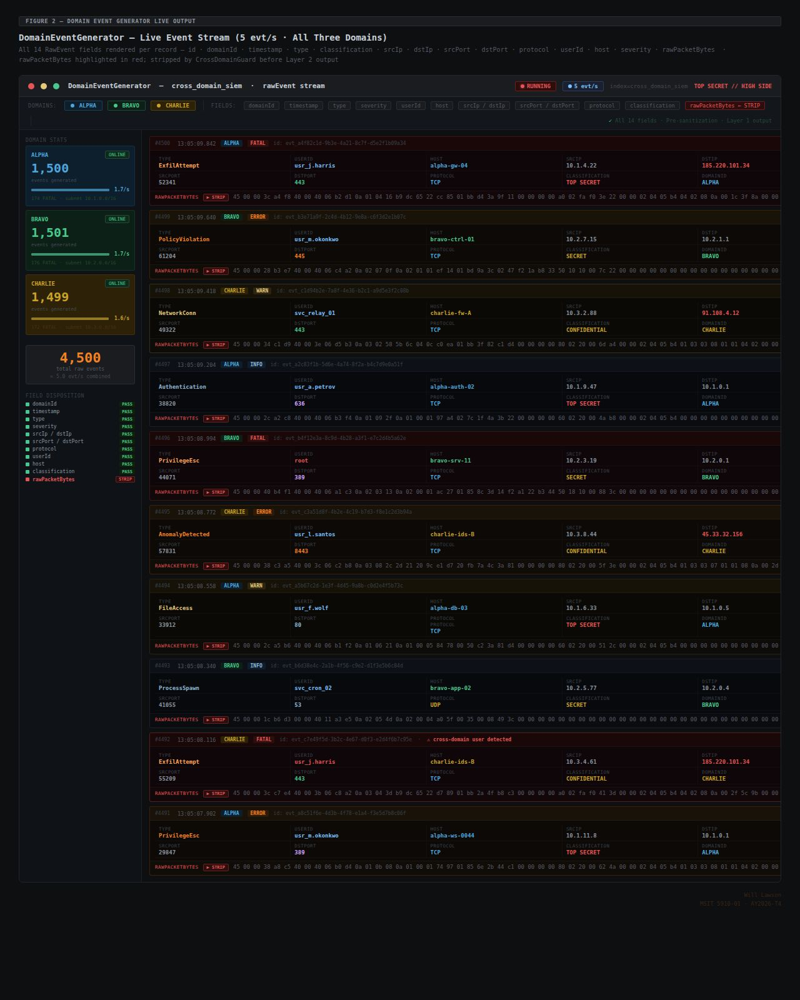 FIGURE 2 — DOMAIN EVENT GENERATOR LIVE OUTPUT
DomainEventGenerator — Live Event Stream (5 evt/s · All Three Domains)
All 14 RawEvent fields rendered per record — id · domainId · timestamp · type · classification · srcIp · dstIp · srcPort · dstPort · protocol · userId · host · severity · rawPacketBytes ·
rawPacketBytes highlighted in red; stripped by CrossDomainGuard before Layer 2 output
DomainEventGenerator — cross_domain_siem · rawEvent stream RUNNING 5 evt/s index=cross_domain_siem TOP SECRET // HIGH SIDE
DOMAINS: ALPHA BRAVO CHARLIE FIELDS: domainId timestamp type severity userId host srcIp / dstIp srcPort / dstPort protocol classification rawPacketBytes ← STRIP
✓ All 14 fields · Pre-sanitization · Layer 1 output
DOMAIN STATS
ALPHA ONLINE
1,500
events generated
1.7/s
174 FATAL · subnet 10.1.0.0/16
BRAVO ONLINE
1,501
events generated
1.7/s
176 FATAL · subnet 10.2.0.0/16
CHARLIE ONLINE
1,499
events generated
1.6/s
172 FATAL · subnet 10.3.0.0/16
4,500
total raw events
≈ 5.0 evt/s combined
FIELD DISPOSITION
domainId PASS
timestamp PASS
type PASS
severity PASS
srcIp / dstIp PASS
srcPort / dstPort PASS
protocol PASS
userId PASS
host PASS
classification PASS
rawPacketBytes STRIP
#4500 13:05:09.842 ALPHA FATAL id: evt_a4f82c1d-9b3e-4a21-8c7f-d5e2f1b09a34
TYPE USERID HOST SRCIP DSTIP
ExfilAttempt usr_j.harris alpha-gw-04 10.1.4.22 185.220.101.34
SRCPORT DSTPORT PROTOCOL CLASSIFICATION DOMAINID
52341 443 TCP TOP SECRET ALPHA
RAWPACKETBYTES ▶ STRIP 45 00 00 3c a4 f8 40 00 40 06 b2 d1 0a 01 04 16 b9 dc 65 22 cc 85 01 bb d4 3a 9f 11 00 00 00 00 a0 02 fa f0 3e 22 00 00 02 04 05 b4 04 02 08 0a 00 1c 3f 8a 00 00
#4499 13:05:09.640 BRAVO ERROR id: evt_b3e71a9f-2c4d-4b12-9e8a-c6f3d2e1b07c
TYPE USERID HOST SRCIP DSTIP
PolicyViolation usr_m.okonkwo bravo-ctrl-01 10.2.7.15 10.2.1.1
SRCPORT DSTPORT PROTOCOL CLASSIFICATION DOMAINID
61204 445 TCP SECRET BRAVO
RAWPACKETBYTES ▶ STRIP 45 00 00 28 b3 e7 40 00 40 06 c4 a2 0a 02 07 0f 0a 02 01 01 ef 14 01 bd 9a 3c 02 47 f2 1a b8 33 50 10 10 00 7c 22 00 00 00 00 00 00 00 00 00 00 00 00 00 00 00 00
#4498 13:05:09.418 CHARLIE WARN id: evt_c1d94b2e-7a8f-4e36-b2c1-a9d5e3f2c08b
TYPE USERID HOST SRCIP DSTIP
NetworkConn svc_relay_01 charlie-fw-A 10.3.2.88 91.108.4.12
SRCPORT DSTPORT PROTOCOL CLASSIFICATION DOMAINID
49322 443 TCP CONFIDENTIAL CHARLIE
RAWPACKETBYTES ▶ STRIP 45 00 00 34 c1 d9 40 00 3e 06 d5 b3 0a 03 02 58 5b 6c 04 0c c0 ea 01 bb 3f 82 c1 d4 00 00 00 00 80 02 20 00 6d a4 00 00 02 04 05 b4 01 03 03 08 01 01 04 02 00 00
#4497 13:05:09.204 ALPHA INFO id: evt_a2c83f1b-5d6e-4a74-8f2a-b4c7d9e0a51f
TYPE USERID HOST SRCIP DSTIP
Authentication usr_a.petrov alpha-auth-02 10.1.9.47 10.1.0.1
SRCPORT DSTPORT PROTOCOL CLASSIFICATION DOMAINID
38820 636 TCP TOP SECRET ALPHA
RAWPACKETBYTES ▶ STRIP 45 00 00 2c a2 c8 40 00 40 06 b3 f4 0a 01 09 2f 0a 01 00 01 97 a4 02 7c 1f 4a 3b 22 00 00 00 00 60 02 20 00 4a b8 00 00 02 04 05 b4 00 00 00 00 00 00 00 00 00 00
#4496 13:05:08.994 BRAVO FATAL id: evt_b4f12e3a-8c9d-4b28-a3f1-e7c2d4b5a62e
TYPE USERID HOST SRCIP DSTIP
PrivilegeEsc root bravo-srv-11 10.2.3.19 10.2.0.1
SRCPORT DSTPORT PROTOCOL CLASSIFICATION DOMAINID
44071 389 TCP SECRET BRAVO
RAWPACKETBYTES ▶ STRIP 45 00 00 40 b4 f1 40 00 40 06 a1 c3 0a 02 03 13 0a 02 00 01 ac 27 01 85 8c 3d 14 f2 a1 22 b3 44 50 18 10 00 88 3c 00 00 00 00 00 00 00 00 00 00 00 00 00 00 00 00
#4495 13:05:08.772 CHARLIE ERROR id: evt_c3a51d8f-4b2e-4c19-b7d3-f8e1c2d3b94a
TYPE USERID HOST SRCIP DSTIP
AnomalyDetected usr_l.santos charlie-ids-B 10.3.8.44 45.33.32.156
SRCPORT DSTPORT PROTOCOL CLASSIFICATION DOMAINID
57831 8443 TCP CONFIDENTIAL CHARLIE
RAWPACKETBYTES ▶ STRIP 45 00 00 38 c3 a5 40 00 3c 06 c2 b8 0a 03 08 2c 2d 21 20 9c e1 d7 20 fb 7a 4c 3a 81 00 00 00 00 80 02 20 00 5f 3e 00 00 02 04 05 b4 01 03 03 07 01 01 08 0a 00 2d
#4494 13:05:08.558 ALPHA WARN id: evt_a5b67c2d-1e3f-4d45-9a8b-c0d2e4f5b73c
TYPE USERID HOST SRCIP DSTIP
FileAccess usr_f.wolf alpha-db-03 10.1.6.33 10.1.0.5
SRCPORT DSTPORT PROTOCOL CLASSIFICATION DOMAINID
33912 80 PROTOCOL TOP SECRET ALPHA
TCP
RAWPACKETBYTES ▶ STRIP 45 00 00 2c a5 b6 40 00 40 06 b1 f2 0a 01 06 21 0a 01 00 05 84 78 00 50 c2 3a 81 d4 00 00 00 00 60 02 20 00 51 2c 00 00 02 04 05 b4 00 00 00 00 00 00 00 00 00 00
#4493 13:05:08.340 BRAVO INFO id: evt_b6d38e4c-2a1b-4f56-c9e2-d1f3e5b6c84d
TYPE USERID HOST SRCIP DSTIP
ProcessSpawn svc_cron_02 bravo-app-02 10.2.5.77 10.2.0.4
SRCPORT DSTPORT PROTOCOL CLASSIFICATION DOMAINID
41055 53 UDP SECRET BRAVO
RAWPACKETBYTES ▶ STRIP 45 00 00 1c b6 d3 00 00 40 11 a3 e5 0a 02 05 4d 0a 02 00 04 a0 5f 00 35 00 08 49 3c 00 00 00 00 00 00 00 00 00 00 00 00 00 00 00 00 00 00 00 00 00 00 00 00 00 00
#4492 13:05:08.116 CHARLIE FATAL id: evt_c7e49f5d-3b2c-4e67-d0f3-e2d4f6b7c95e · ⚠ cross-domain user detected
TYPE USERID HOST SRCIP DSTIP
ExfilAttempt usr_j.harris charlie-ids-B 10.3.4.61 185.220.101.34
SRCPORT DSTPORT PROTOCOL CLASSIFICATION DOMAINID
55209 443 TCP CONFIDENTIAL CHARLIE
RAWPACKETBYTES ▶ STRIP 45 00 00 3c c7 e4 40 00 3b 06 c8 a2 0a 03 04 3d b9 dc 65 22 d7 89 01 bb 2a 4f b8 c3 00 00 00 00 a0 02 fa f0 41 3d 00 00 02 04 05 b4 04 02 08 0a 00 2f 5c 9b 00 00
#4491 13:05:07.902 ALPHA ERROR id: evt_a8c51f6e-4d3b-4f78-e1a4-f3e5d7b8c06f
TYPE USERID HOST SRCIP DSTIP
PrivilegeEsc usr_m.okonkwo alpha-ws-0044 10.1.11.8 10.1.0.1
SRCPORT DSTPORT PROTOCOL CLASSIFICATION DOMAINID
29847 389 TCP TOP SECRET ALPHA
RAWPACKETBYTES ▶ STRIP 45 00 00 38 a8 c5 40 00 40 06 b0 d4 0a 01 0b 08 0a 01 00 01 74 97 01 85 6e 2b 44 c1 00 00 00 00 80 02 20 00 62 4a 00 00 02 04 05 b4 01 03 03 08 01 01 04 02 00 00
Will Lawson
MSIT 5910-01 · AY2026-T4